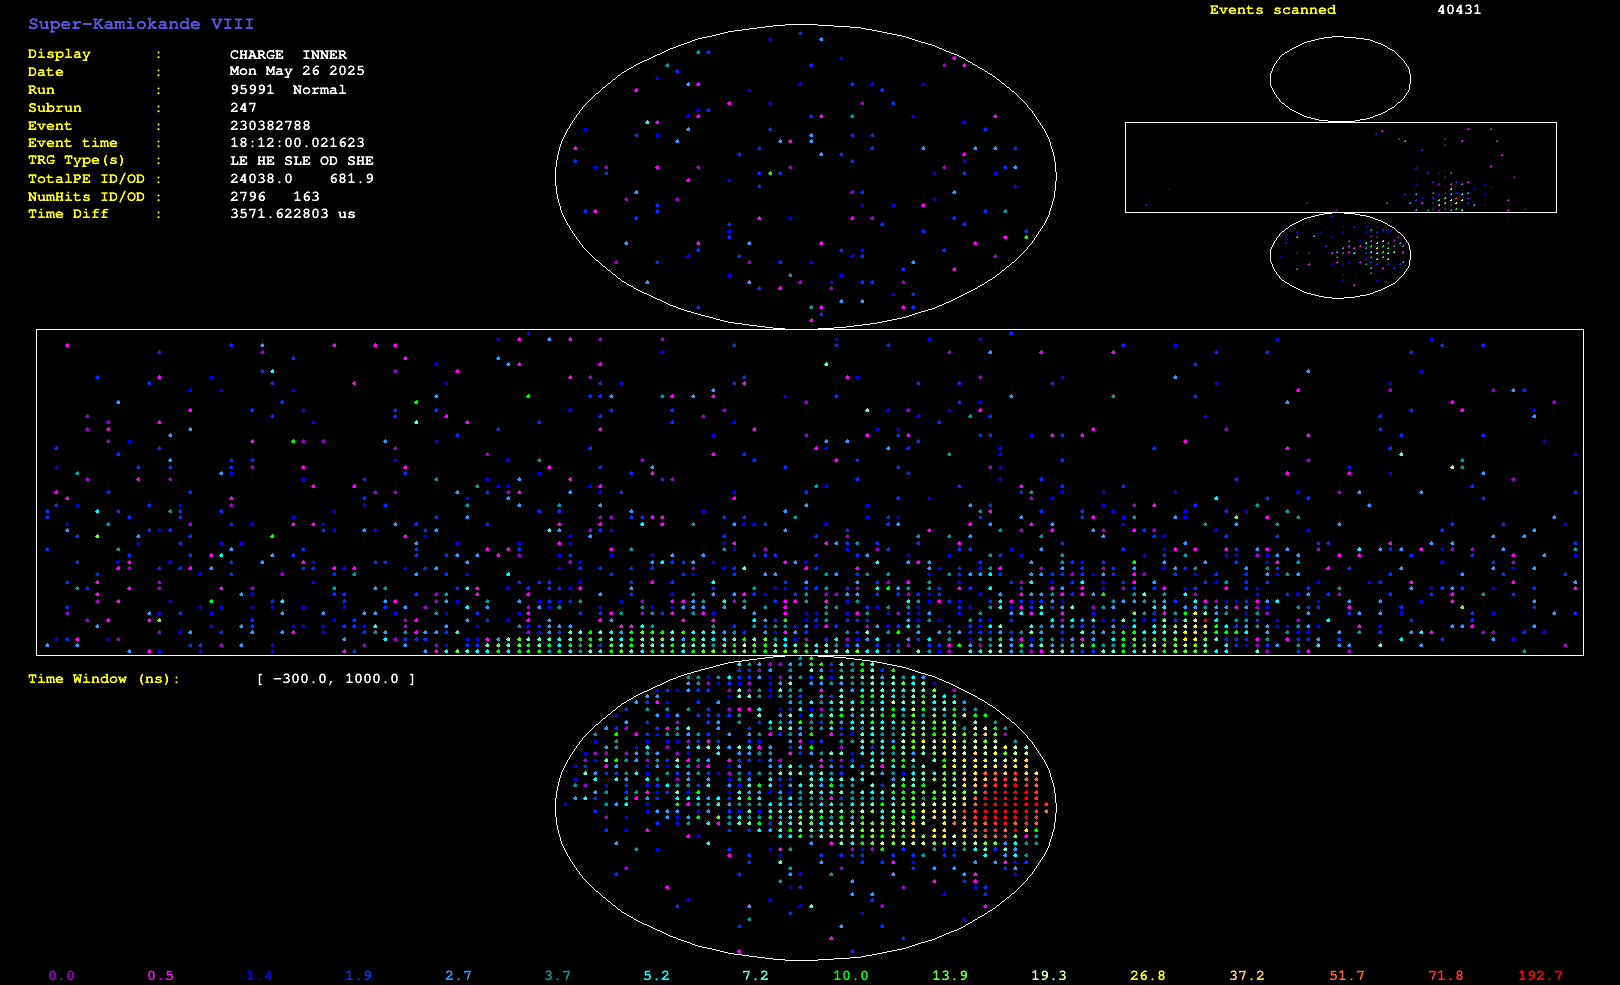 Super-Kamiokande VIII
Events scanned 40431
Display : CHARGE INNER
Date : Mon May 26 2025
Run : 95991 Normal
Subrun : 247
Event : 230382788
Event time : 18:12:00.021623
TRG Type(s) : LE HE SLE OD SHE
TotalPE ID/OD : 24038.0 681.9
NumHits ID/OD : 2796 163
Time Diff : 3571.622803 us
Time Window (ns): [ -300.0, 1000.0 ]
0.0 0.5 1.4 1.9 2.7 3.7 5.2 7.2 10.0 13.9 19.3 26.8 37.2 51.7 71.8 192.7